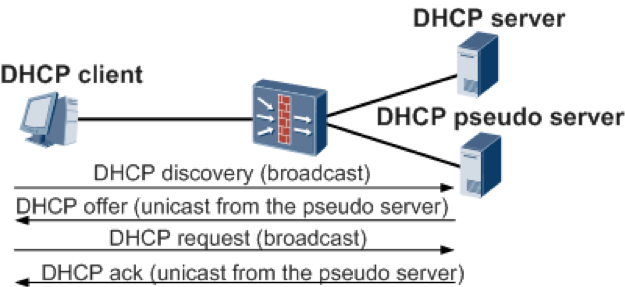 DHCP server
DHCP client
DHCP pseudo server
DHCP discovery (broadcast)
DHCP offer (unicast from the pseudo server)
DHCP request (broadcast)
DHCP ack (unicast from the pseudo server)